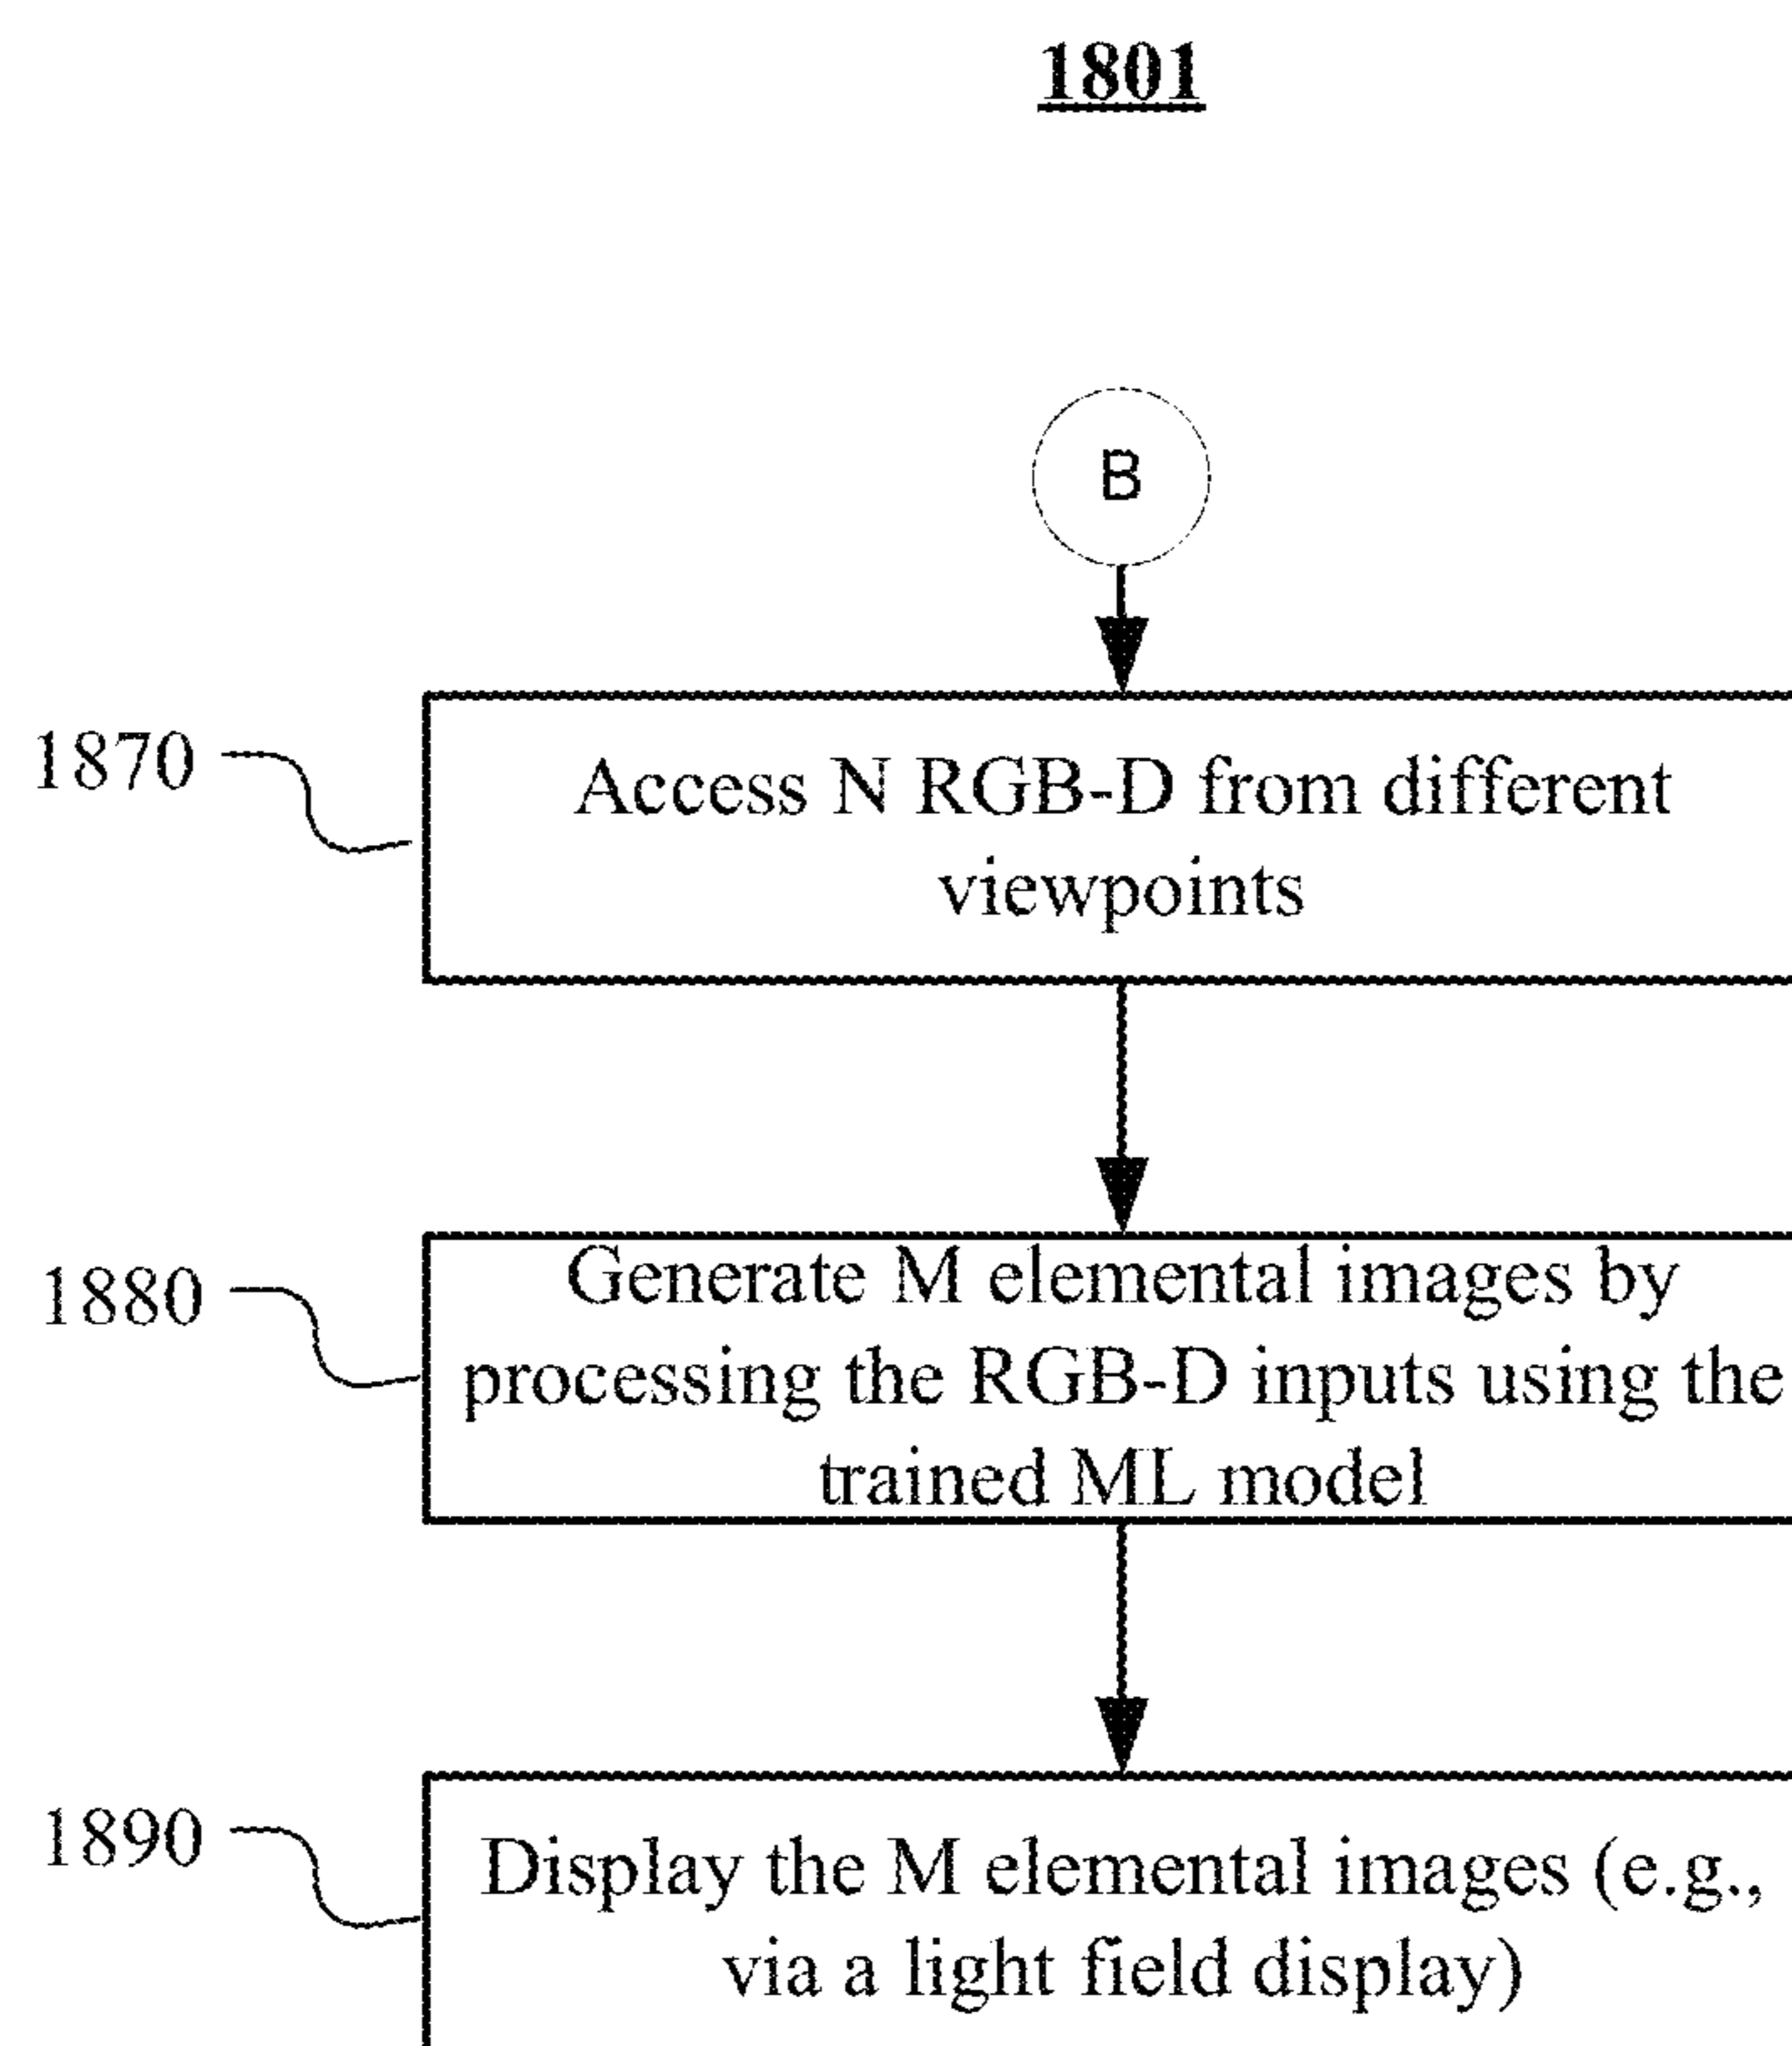 1801
B
1870
Access N RGB-D from different
viewpoints
1880
Generate M elemental images by
processing the RGB-D inputs using the
trained ML model
1890
Display the M elemental images (e.g.,
via a light field display)